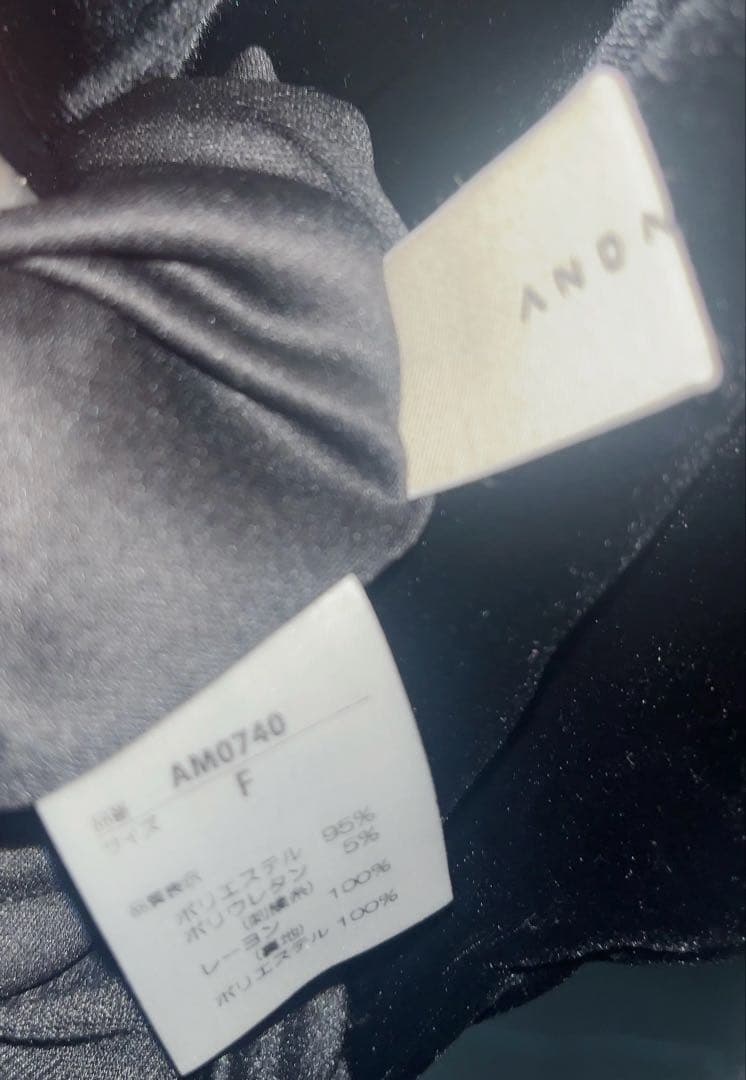 ΛNON
品番 AM0740
サイズ F
品質表示
ポリエステル 95%
ポリウレタン 5%
(刺繍糸)
レーヨン 100%
(裏地)
ポリエステル 100%